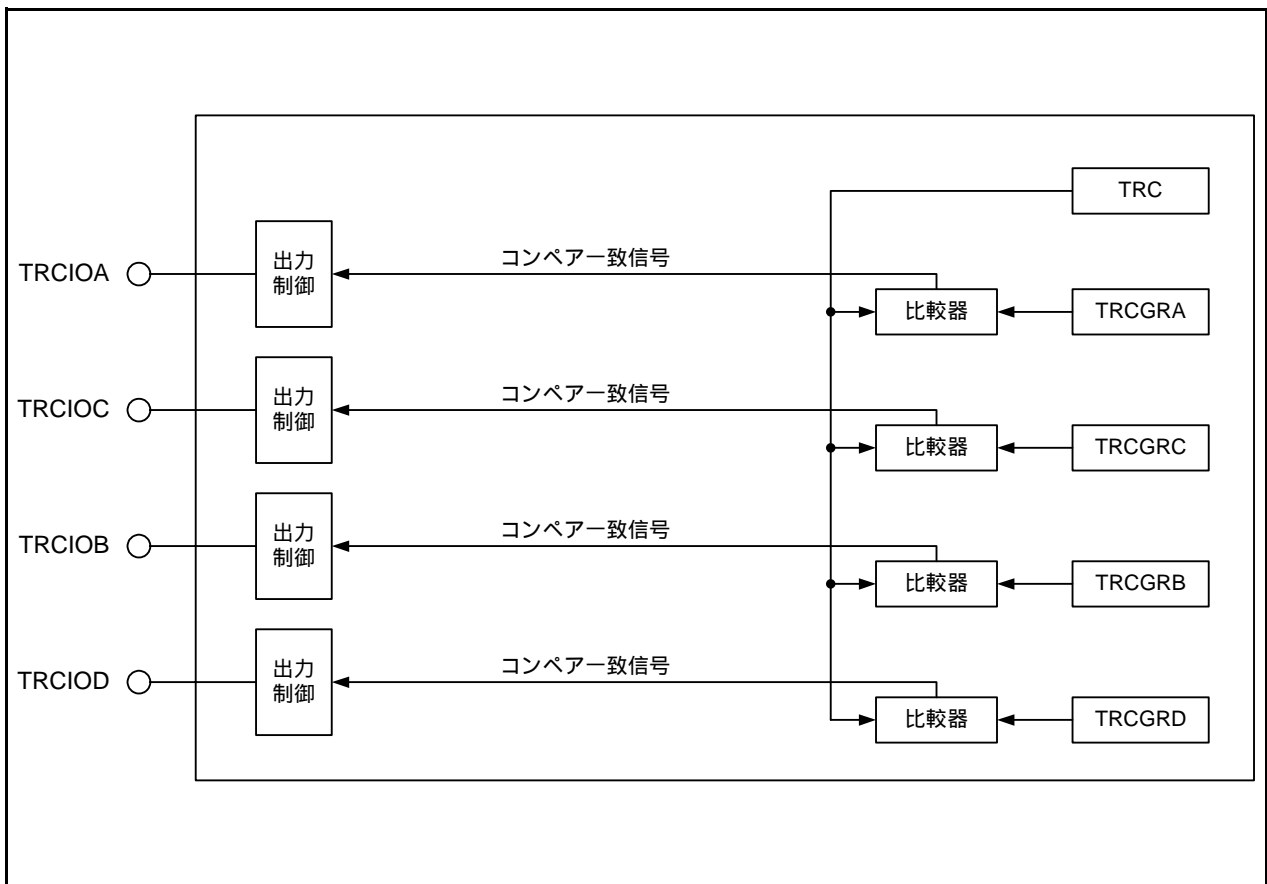 TRC
TRCIOA
出力
制御
コンペア一致信号
比較器
TRCGRA
TRCIOC
出力
制御
コンペア一致信号
比較器
TRCGRC
TRCIOB
出力
制御
コンペア一致信号
比較器
TRCGRB
TRCIOD
出力
制御
コンペア一致信号
比較器
TRCGRD